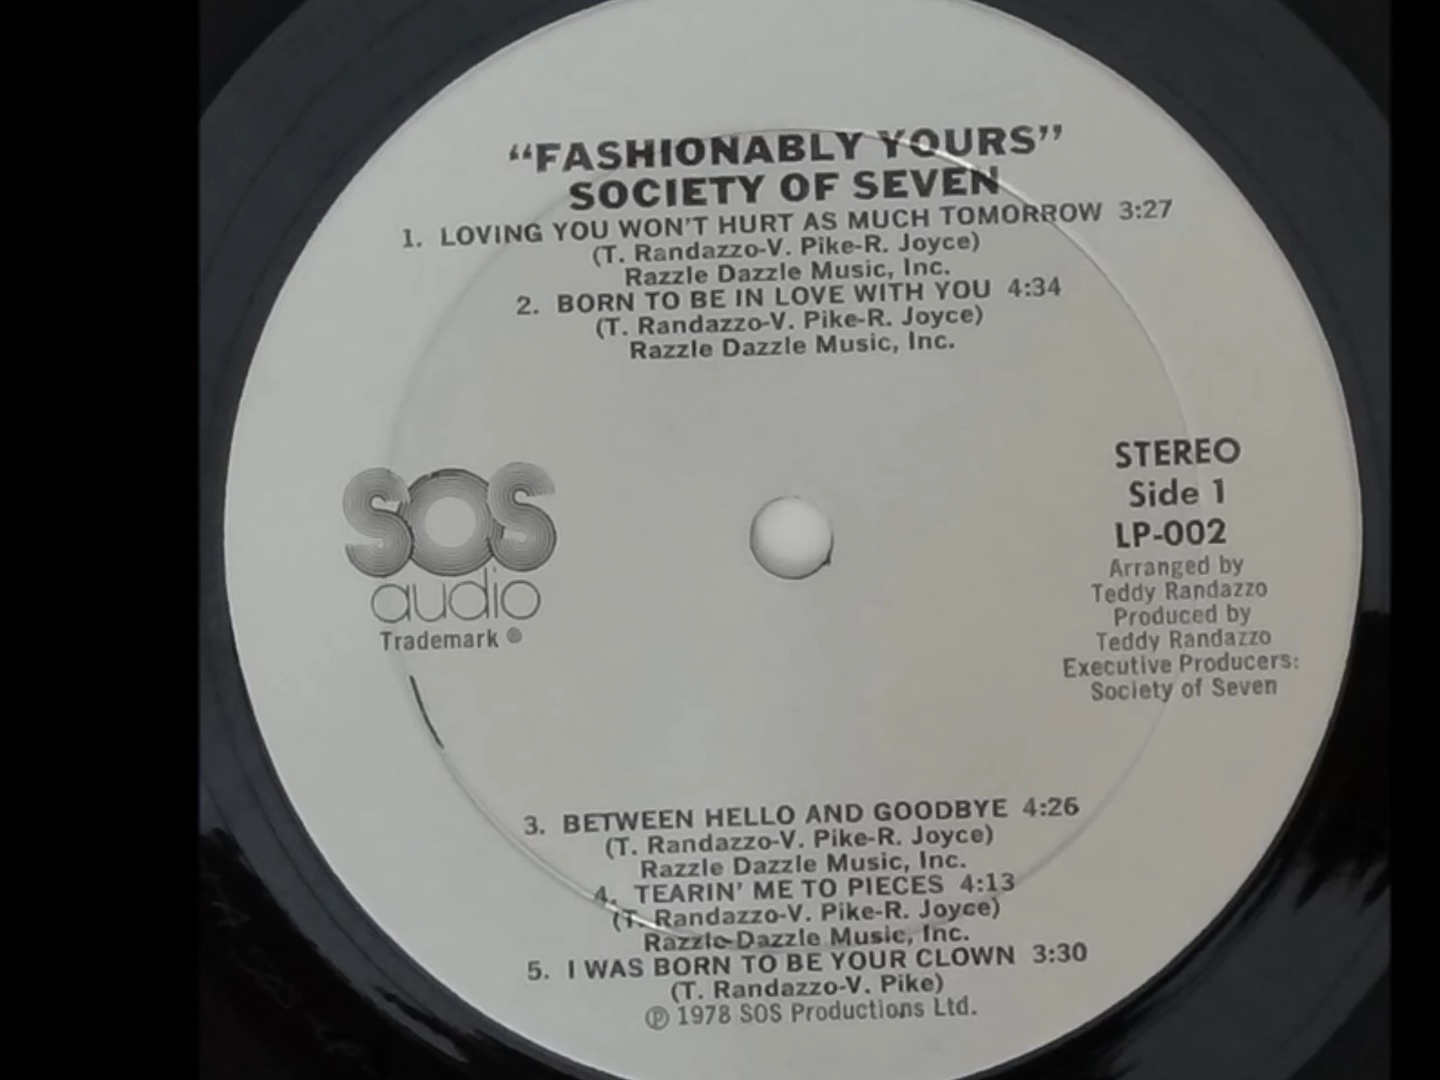 “FASHIONABLY YOURS”
SOCIETY OF SEVEN
1. LOVING YOU WON'T HURT AS MUCH TOMORROW 3:27
(T. Randazzo-V. Pike-R. Joyce)
Razzle Dazzle Music, Inc.
2. BORN TO BE IN LOVE WITH YOU 4:34
(T. Randazzo-V. Pike-R. Joyce)
Razzle Dazzle Music, Inc.
SOS
audio
Trademark ®
STEREO
Side 1
LP-002
Arranged by
Teddy Randazzo
Produced by
Teddy Randazzo
Executive Producers:
Society of Seven
3. BETWEEN HELLO AND GOODBYE 4:26
(T. Randazzo-V. Pike-R. Joyce)
Razzle Dazzle Music, Inc.
4. TEARIN' ME TO PIECES 4:13
(T. Randazzo-V. Pike-R. Joyce)
Razzle Dazzle Music, Inc.
5. I WAS BORN TO BE YOUR CLOWN 3:30
(T. Randazzo-V. Pike)
℗ 1978 SOS Productions Ltd.